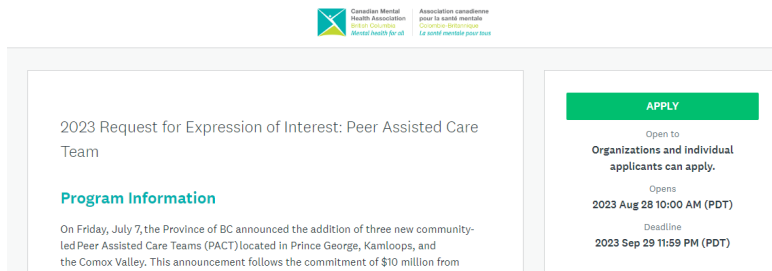 Canadian Mental
Health Association
British Columbia
Mental health for all
Association canadienne
pour la santé mentale
Colombie-Britannique
La santé mentale pour tous
2023 Request for Expression of Interest: Peer Assisted Care
Team
Program Information
On Friday, July 7, the Province of BC announced the addition of three new community-
led Peer Assisted Care Teams (PACT) located in Prince George, Kamloops, and
the Comox Valley. This announcement follows the commitment of $10 million from
APPLY
Open to
Organizations and individual
applicants can apply.
Opens
2023 Aug 28 10:00 AM (PDT)
Deadline
2023 Sep 29 11:59 PM (PDT)